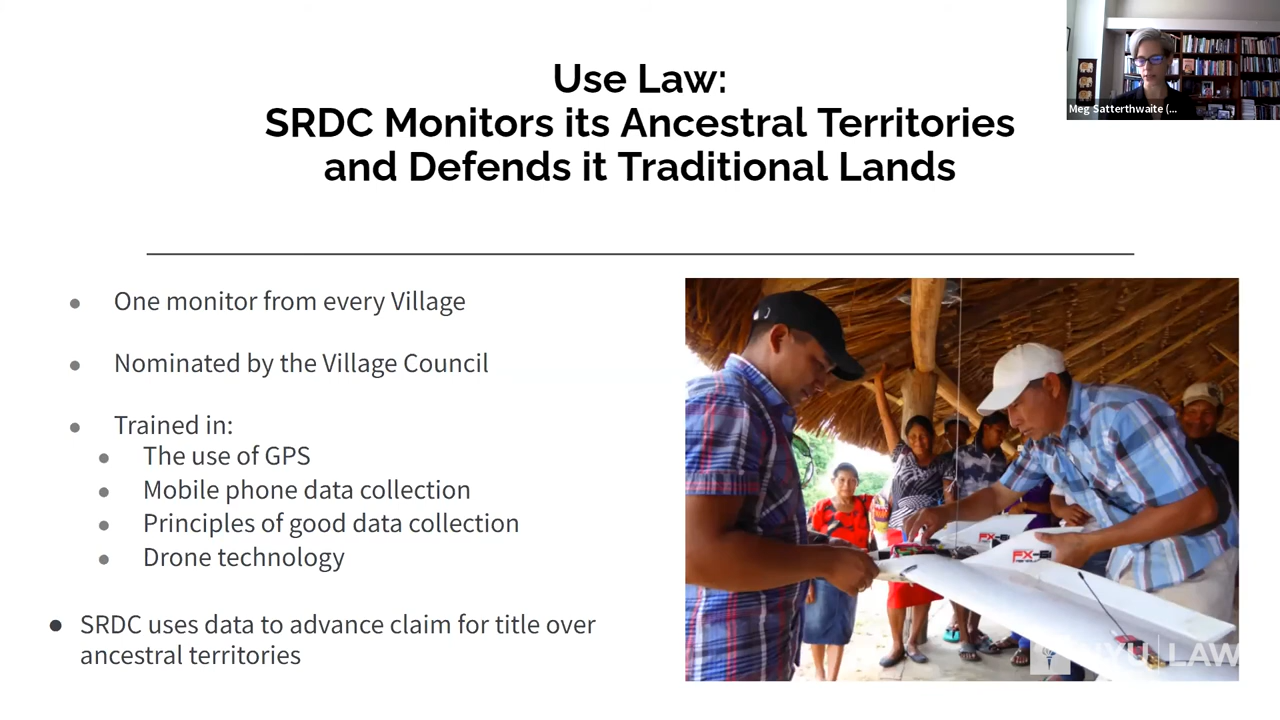 Use Law:
SRDC Monitors its Ancestral Territories
and Defends it Traditional Lands
Meg Satterthwaite (...
● One monitor from every Village
● Nominated by the Village Council
● Trained in:
● The use of GPS
● Mobile phone data collection
● Principles of good data collection
● Drone technology
● SRDC uses data to advance claim for title over
ancestral territories
NYU LAW